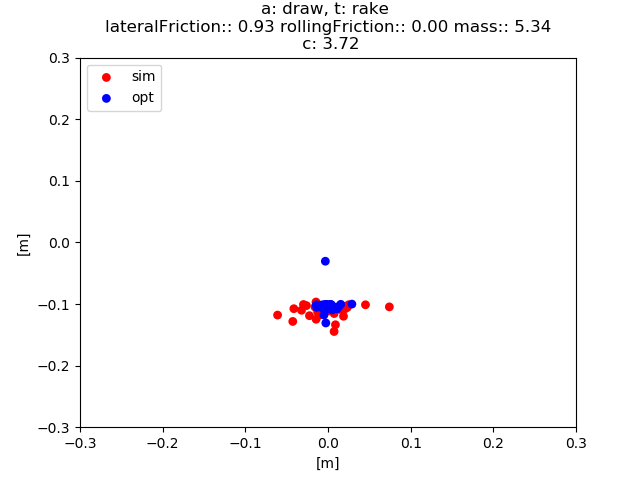 a: draw, t: rake
lateralFriction:: 0.93 rollingFriction:: 0.00 mass:: 5.34
c: 3.72
sim
opt
0.3
0.2
0.1
0.0
−0.1
−0.2
−0.3
[m]
−0.3
−0.2
−0.1
0.0
0.1
0.2
0.3
[m]